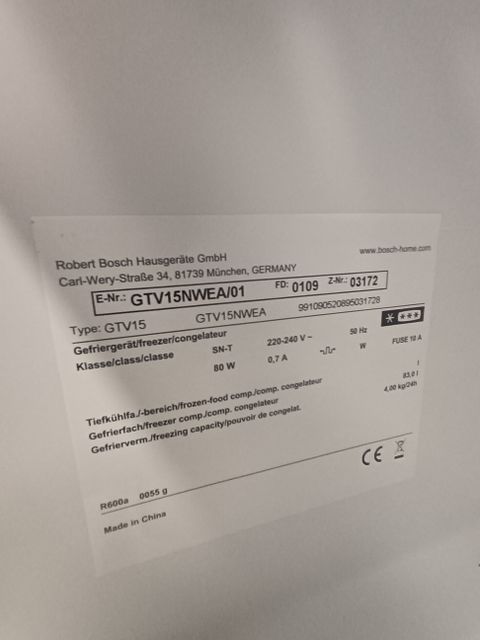 Robert Bosch Hausgeräte GmbH
www.bosch-home.com
Carl-Wery-Straße 34, 81739 München, GERMANY
E-Nr.: GTV15NWEA/01 FD: 0109 Z-Nr.: 03172
Type: GTV15 GTV15NWEA 991090520895031728
Gefriergerät/freezer/congelateur
Klasse/class/classe SN-T 220-240 V ~ 50 Hz FUSE 10 A
80 W 0,7 A W
Tiefkühlfa./-bereich/frozen-food comp./comp. congelateur l
Gefrierfach/freezer comp./comp. congelateur 83,0 l
Gefrierverm./freezing capacity/pouvoir de congelat. 4,00 kg/24h
CE
R600a 0055 g
Made in China